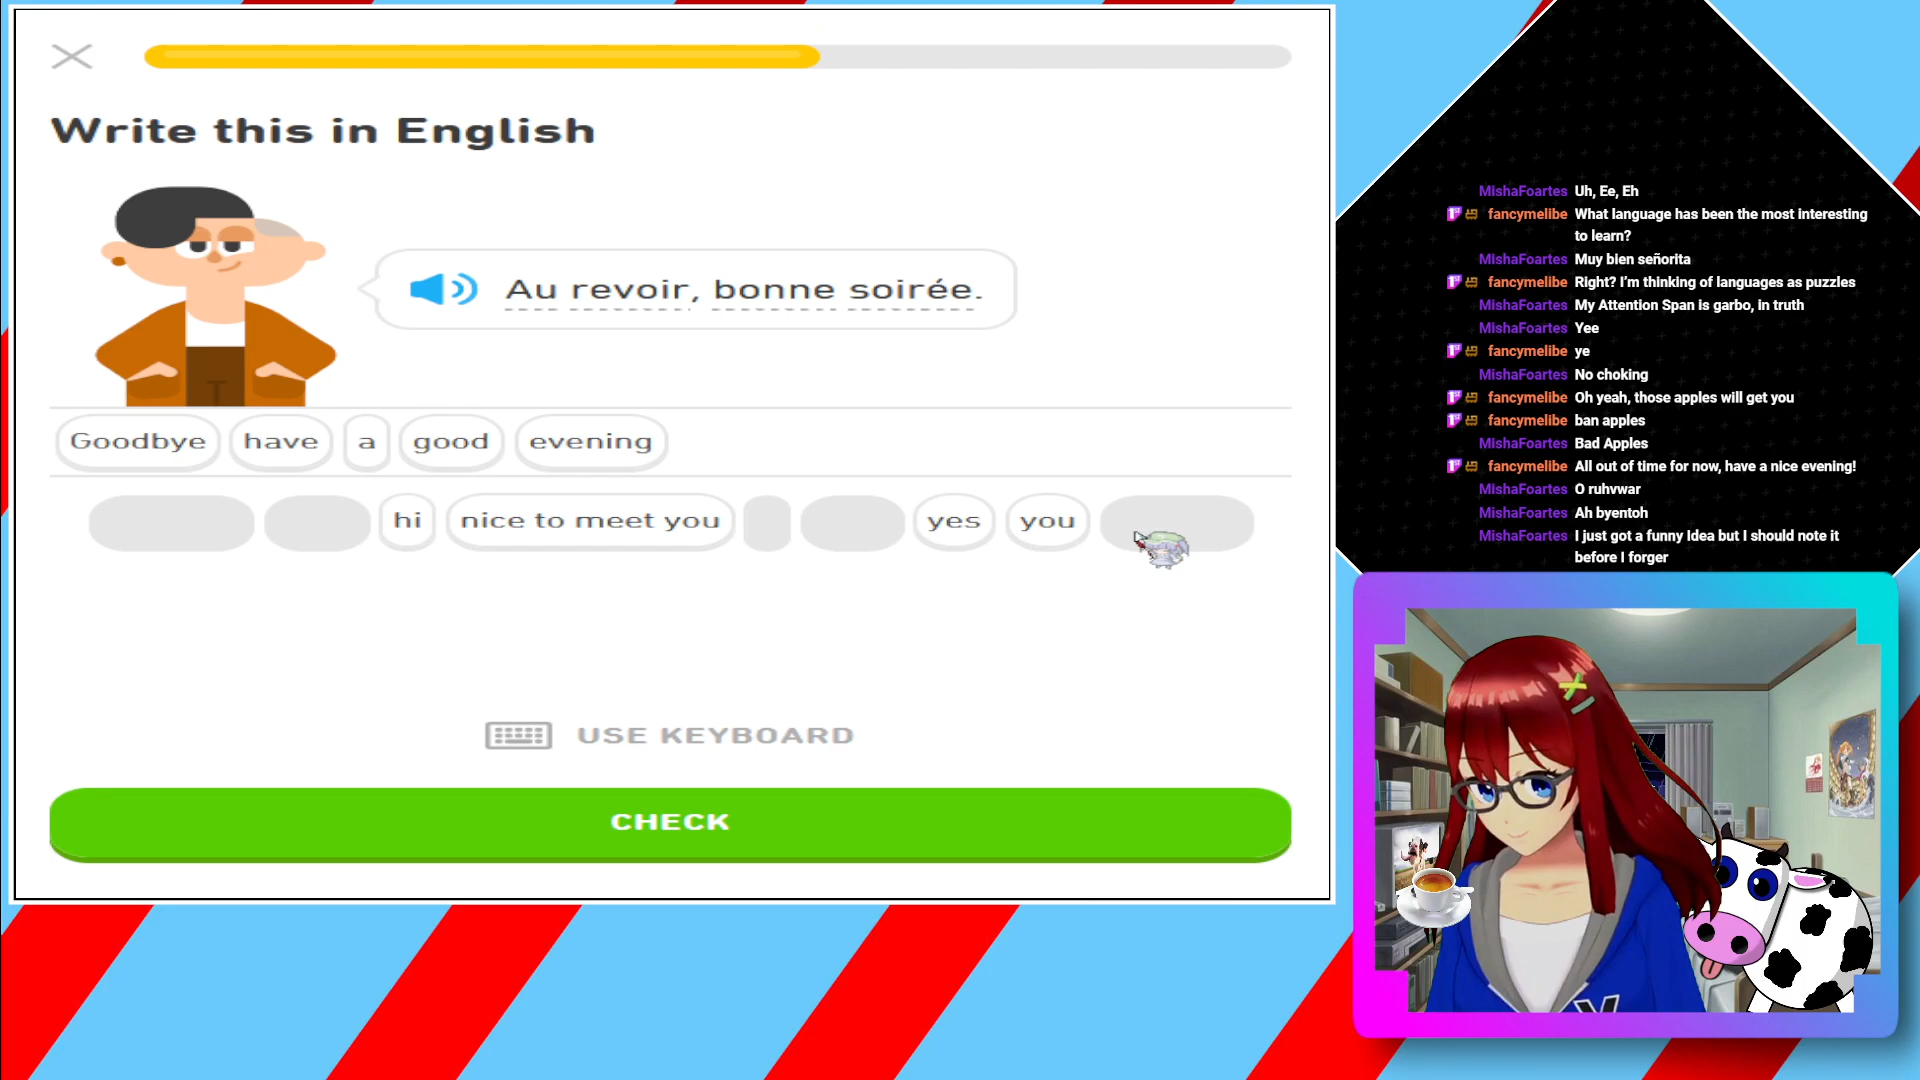 Write this in English
Au revoir, bonne soirée.
Goodbye have a good evening
hi nice to meet you yes you
USE KEYBOARD
CHECK
MishaFoartes Uh, Ee, Eh
fancymelibe What language has been the most interesting
to learn?
MishaFoartes Muy bien señorita
fancymelibe Right? I'm thinking of languages as puzzles
MishaFoartes My Attention Span is garbo, in truth
MishaFoartes Yee
fancymelibe ye
MishaFoartes No choking
fancymelibe Oh yeah, those apples will get you
fancymelibe ban apples
MishaFoartes Bad Apples
fancymelibe All out of time for now, have a nice evening!
MishaFoartes O ruhvwar
MishaFoartes Ah byentoh
MishaFoartes I just got a funny Idea but I should note it
before I forger